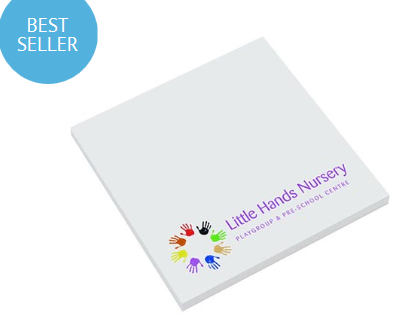 BEST
SELLER
Little Hands Nursery
PLAYGROUP & PRE-SCHOOL CENTRE